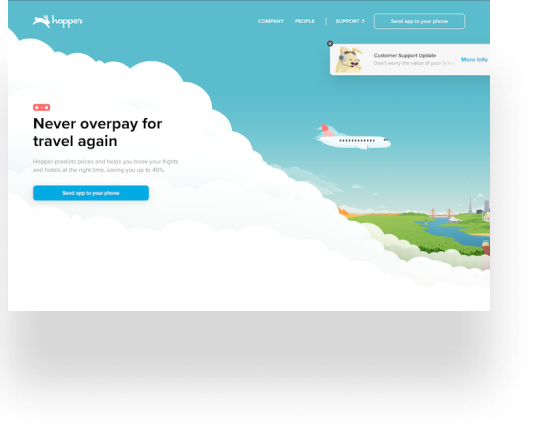 hopper
COMPANY PEOPLE | SUPPORT Send app to your phone
Customer Support Update
Don't worry the value of your
More Info
Never overpay for
travel again
Hopper predicts prices and helps you book your flights
and hotels at the right time, saving you up to 40%.
Send app to your phone